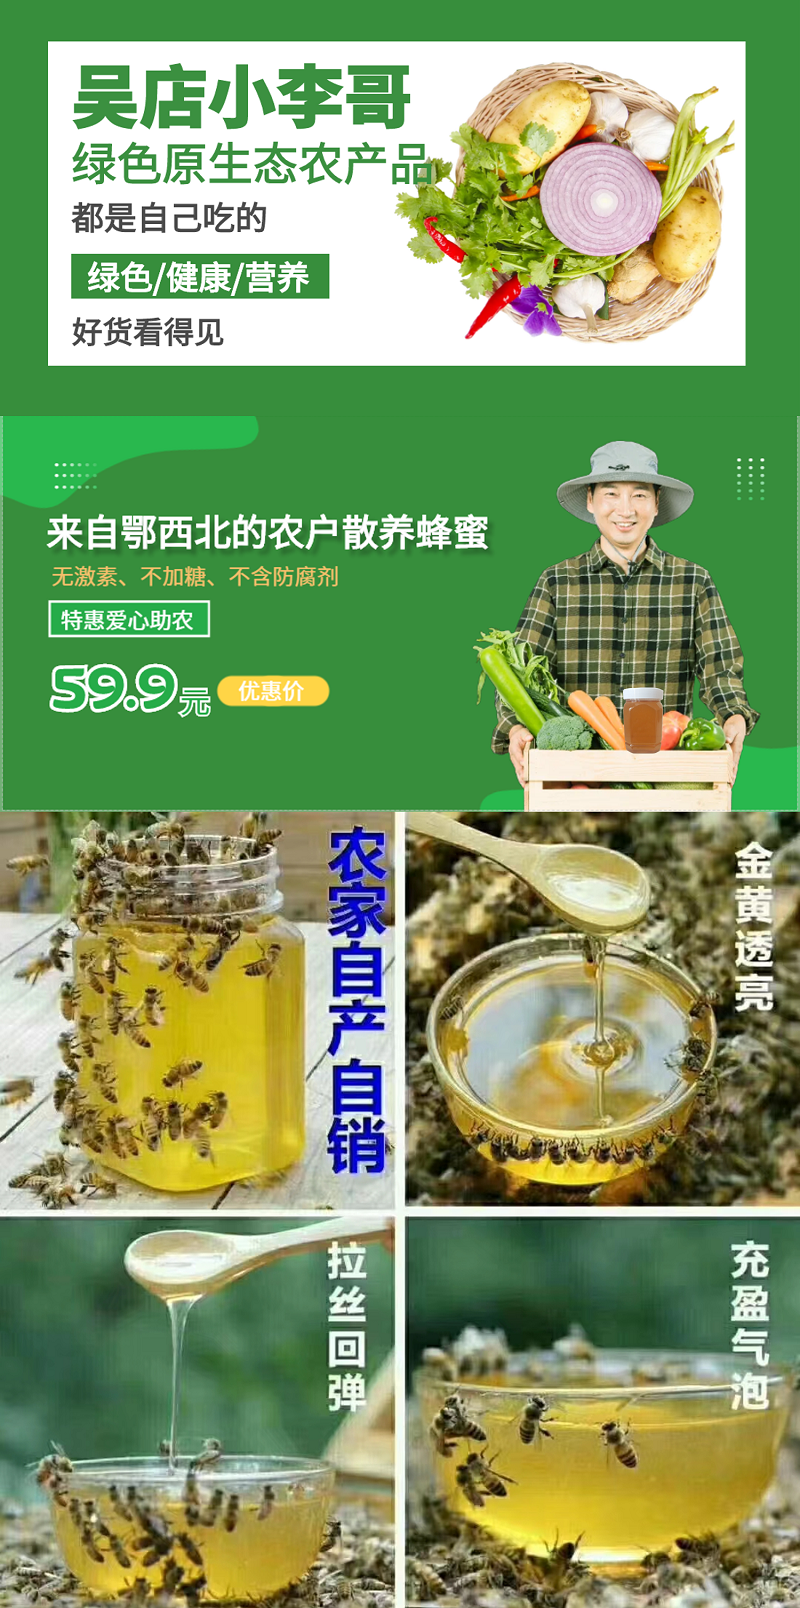 吴店小李哥
绿色原生态农产品
都是自己吃的
绿色/健康/营养
好货看得见
来自鄂西北的农户散养蜂蜜
无激素、不加糖、不含防腐剂
特惠爱心助农
59.9元
优惠价
农家自产自销
金黄透亮
拉丝回弹
充盈气泡